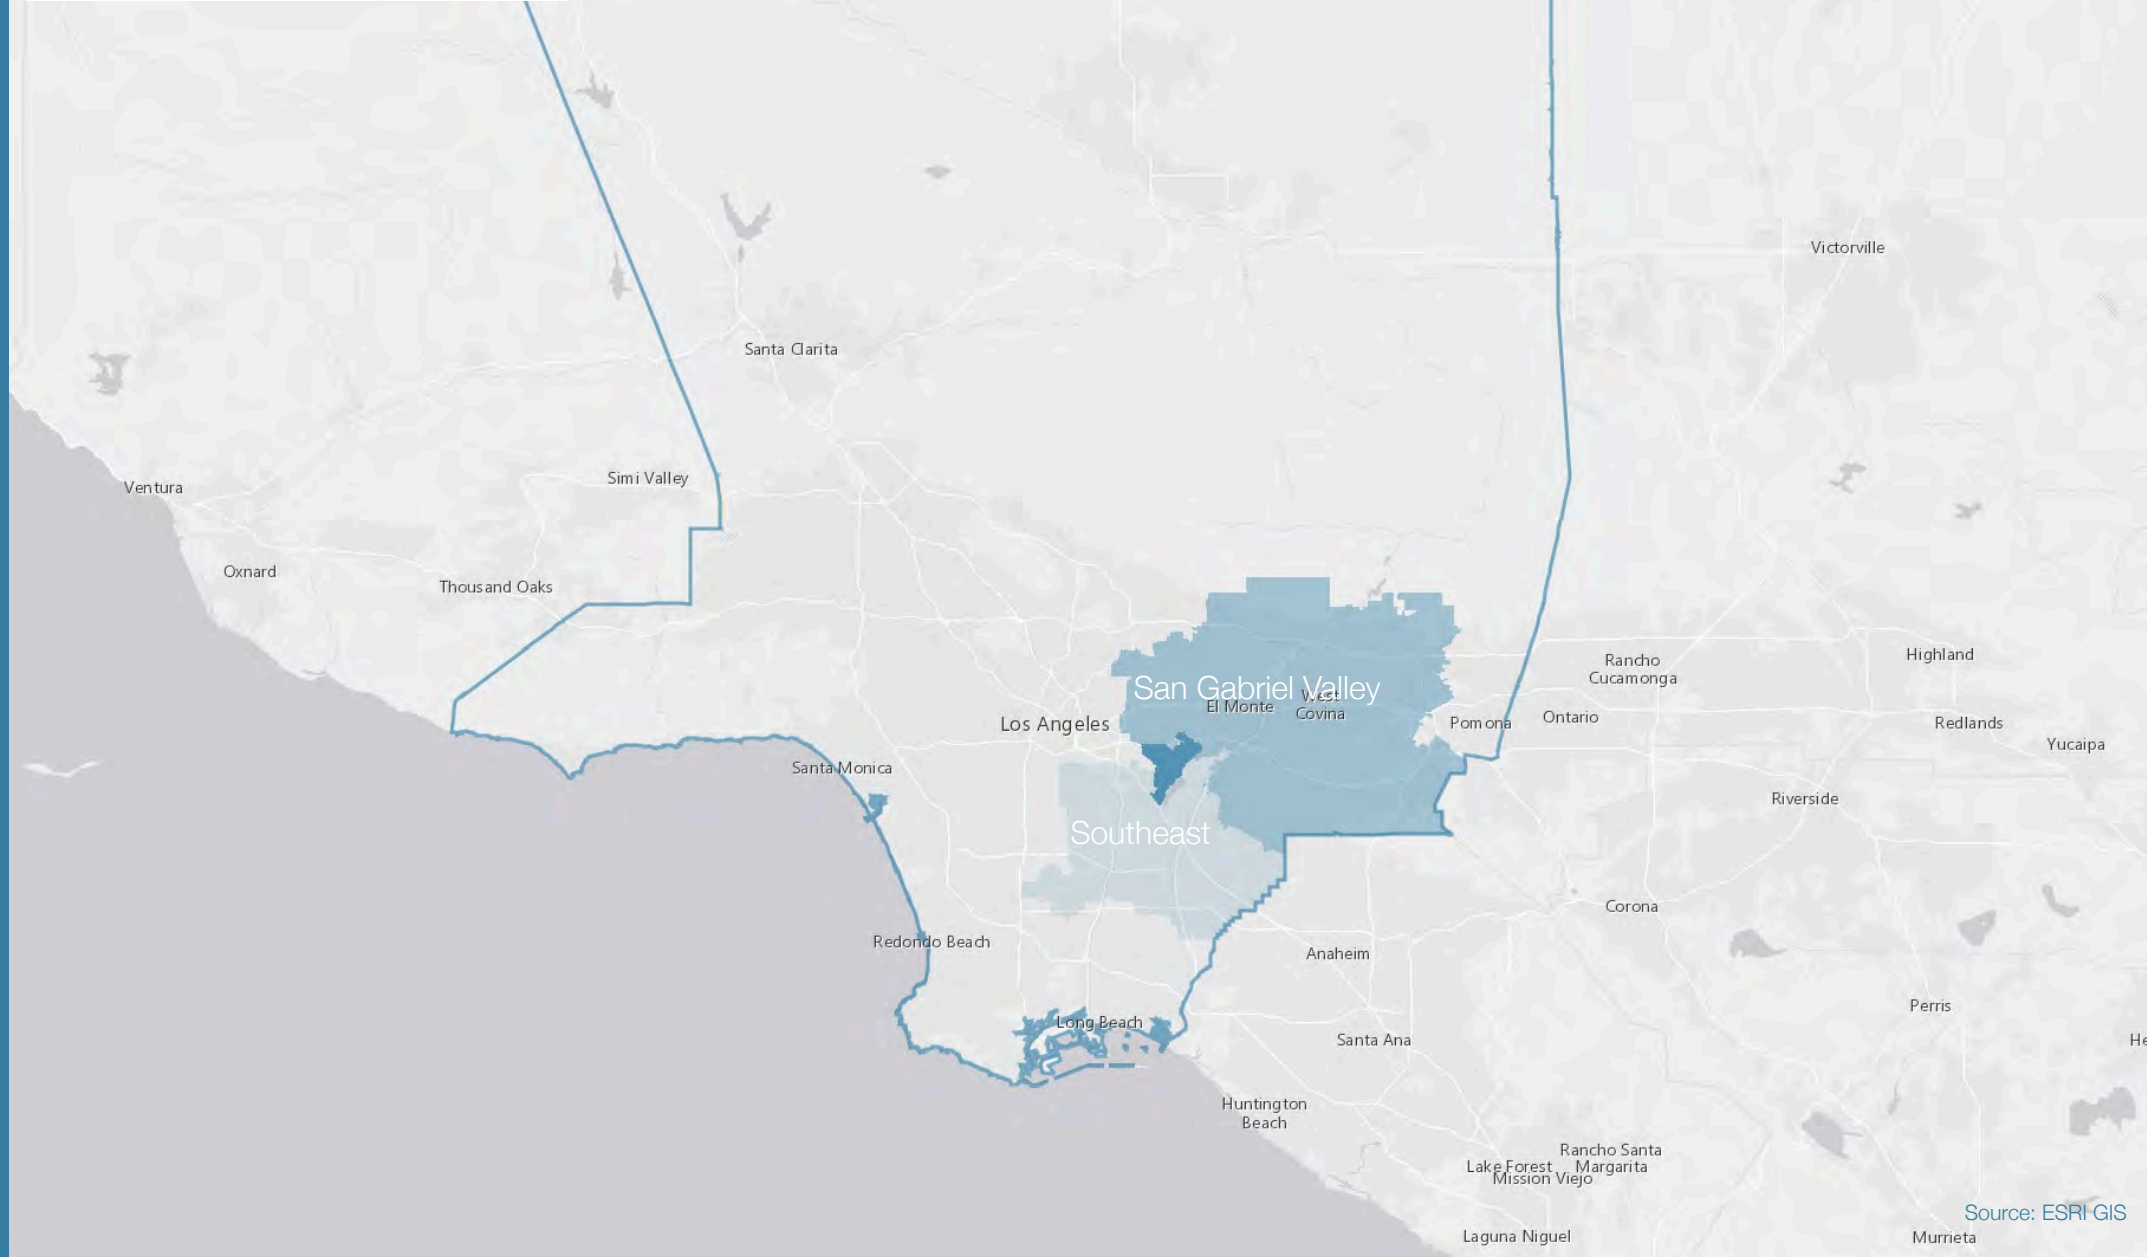 Victorville
Santa Clarita
Simi Valley
Ventura
Oxnard
Thousand Oaks
Rancho
Cucamonga
Highland
San Gabriel Valley
West
Covina
El Monte
Los Angeles
Pomona
Ontario
Redlands
Yucaipa
Santa Monica
Riverside
Southeast
Corona
Redondo Beach
Anaheim
Perris
Long Beach
Santa Ana
He
Huntington
Beach
Rancho Santa
Margarita
Lake Forest
Mission Viejo
Source: ESRI GIS
Laguna Niguel
Murrieta